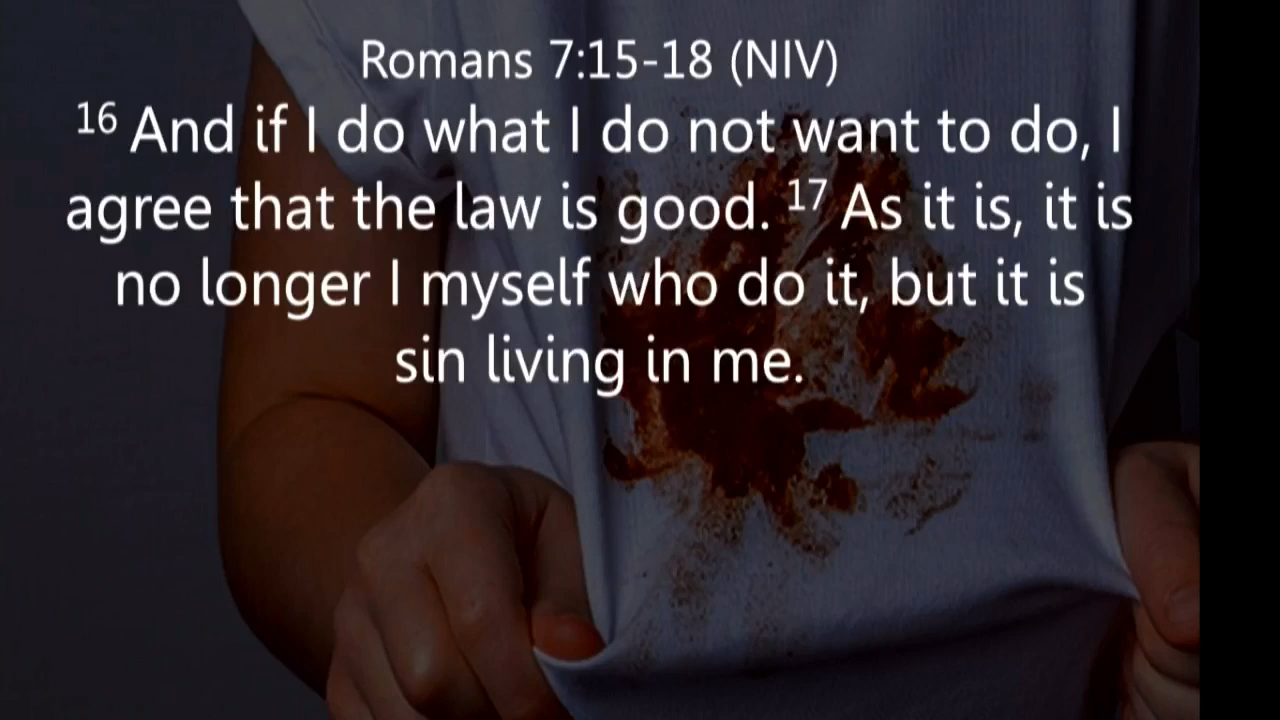 Romans 7:15-18 (NIV)
16 And if I do what I do not want to do, I
agree that the law is good. 17 As it is, it is
no longer I myself who do it, but it is
sin living in me.